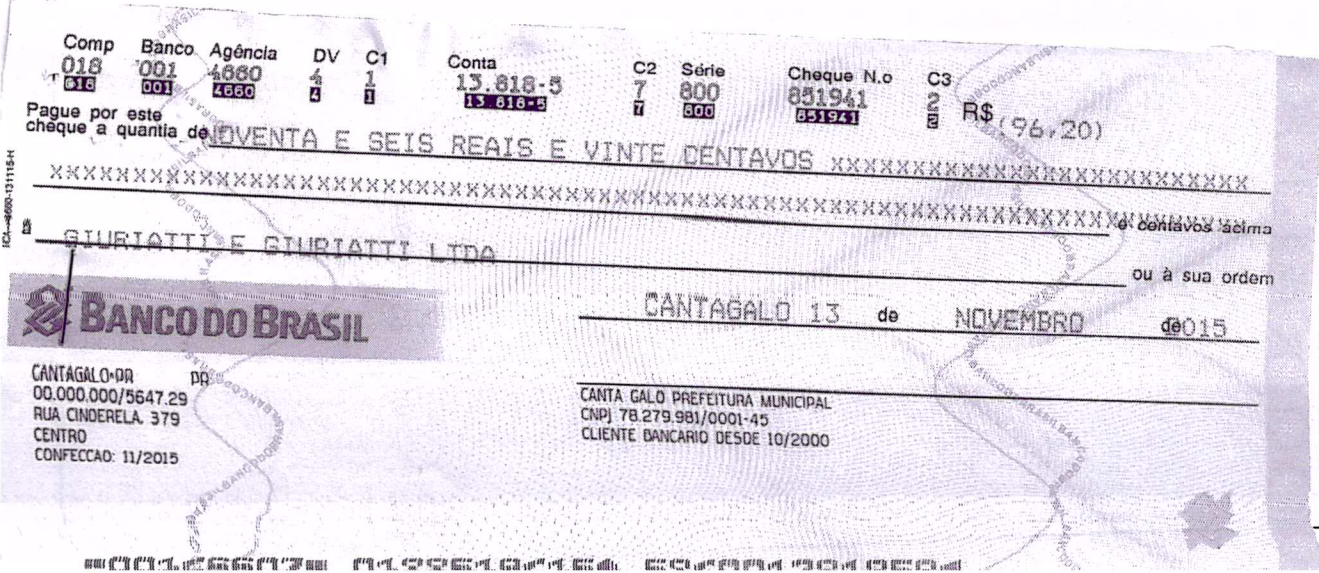 Comp Banco Agência DV C1 Conta C2 Série Cheque N.o C3
018 001 4660 4 1 13.818-5 7 800 851941 2 R$ (96,20)
018 001 4660 4 1 13.818-5 7 800 851941 2
Pague por este
cheque a quantia de NOVENTA E SEIS REAIS E VINTE CENTAVOS XXXXXXXXXXXXXXXXXXXXXXXXX
XXXXXXXXXXXXXXXXXXXXXXXXXXXXXXXXXXXXXXXXXXXXXXXXXXXXXXXXXXXXXXXX e centavos acima
a GIURIATTI E GIURIATTI LTDA
ou à sua ordem
CANTAGALO 13 de NOVEMBRO de 015
BANCO DO BRASIL
CANTAGALO-PR PR
00.000.000/5647.29
RUA CINDERELA, 379
CENTRO
CONFECCAO: 11/2015
CANTA GALO PREFEITURA MUNICIPAL
CNPJ 78.279.981/0001-45
CLIENTE BANCARIO DESDE 10/2000